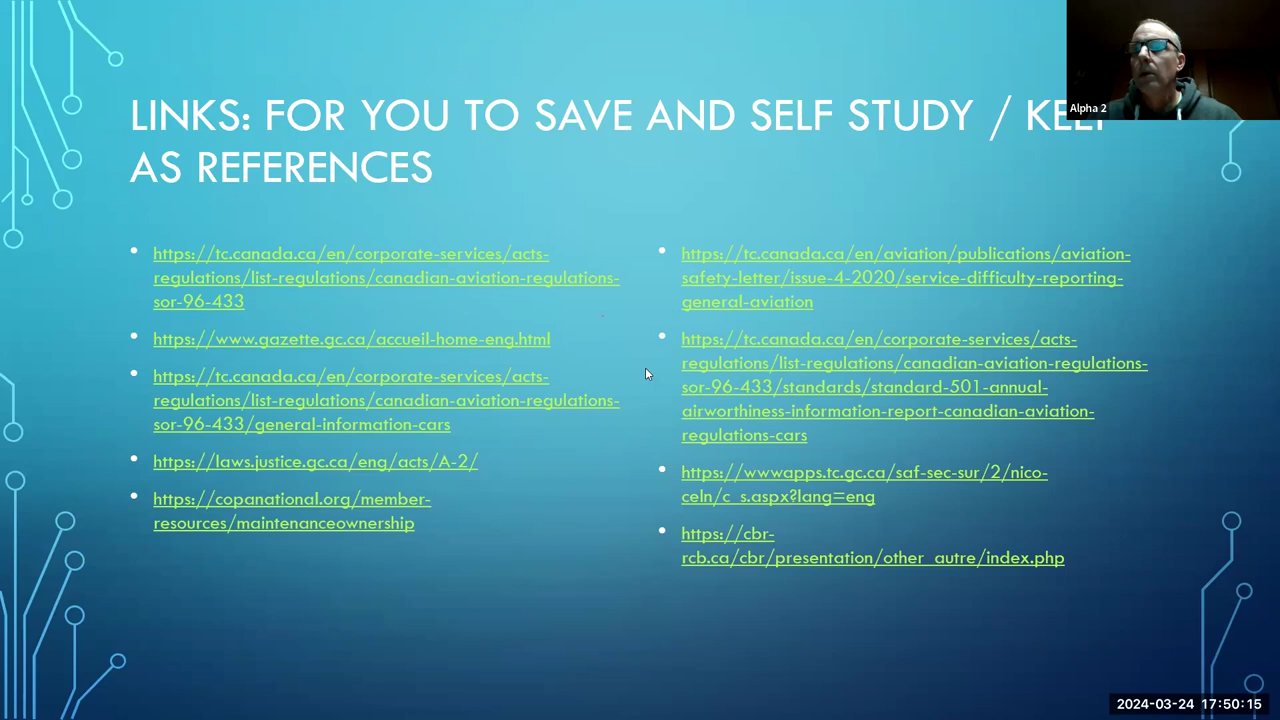 LINKS: FOR YOU TO SAVE AND SELF STUDY / KEEP
AS REFERENCES
Alpha 2
• https://tc.canada.ca/en/corporate-services/acts-
regulations/list-regulations/canadian-aviation-regulations-
sor-96-433
• https://www.gazette.gc.ca/accueil-home-eng.html
• https://tc.canada.ca/en/corporate-services/acts-
regulations/list-regulations/canadian-aviation-regulations-
sor-96-433/general-information-cars
• https://laws.justice.gc.ca/eng/acts/A-2/
• https://copanational.org/member-
resources/maintenanceownership
• https://tc.canada.ca/en/aviation/publications/aviation-
safety-letter/issue-4-2020/service-difficulty-reporting-
general-aviation
• https://tc.canada.ca/en/corporate-services/acts-
regulations/list-regulations/canadian-aviation-regulations-
sor-96-433/standards/standard-501-annual-
airworthiness-information-report-canadian-aviation-
regulations-cars
• https://wwwapps.tc.gc.ca/saf-sec-sur/2/nico-
celn/c_s.aspx?lang=eng
• https://cbr-
rcb.ca/cbr/presentation/other_autre/index.php
2024-03-24 17:50:15